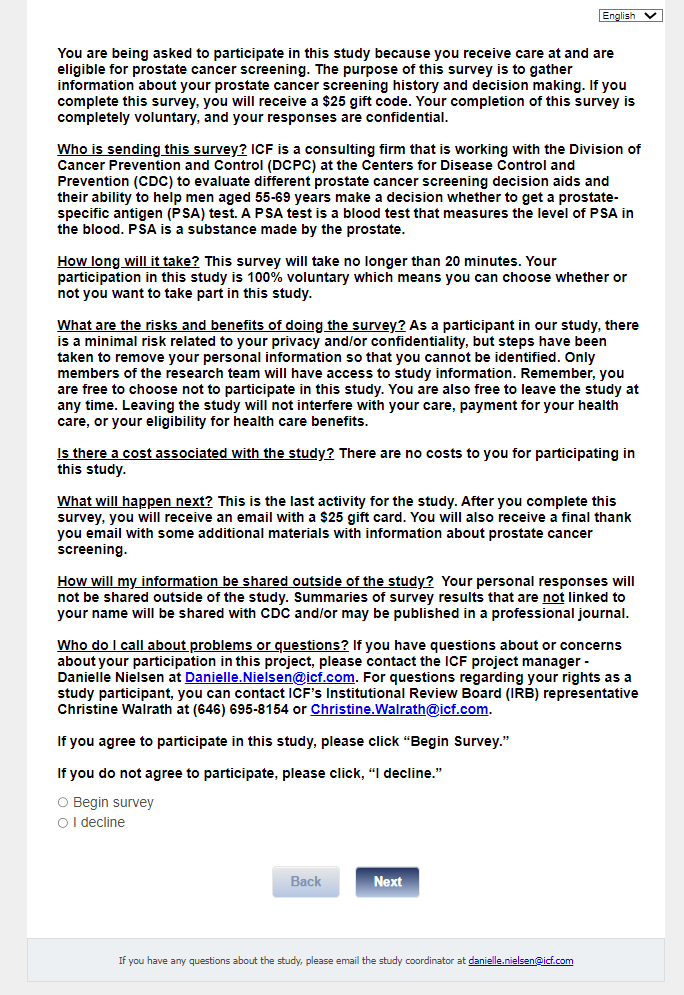 English
You are being asked to participate in this study because you receive care at and are
eligible for prostate cancer screening. The purpose of this survey is to gather
information about your prostate cancer screening history and decision making. If you
complete this survey, you will receive a $25 gift code. Your completion of this survey is
completely voluntary, and your responses are confidential.
Who is sending this survey? ICF is a consulting firm that is working with the Division of
Cancer Prevention and Control (DCPC) at the Centers for Disease Control and
Prevention (CDC) to evaluate different prostate cancer screening decision aids and
their ability to help men aged 55-69 years make a decision whether to get a prostate-
specific antigen (PSA) test. A PSA test is a blood test that measures the level of PSA in
the blood. PSA is a substance made by the prostate.
How long will it take? This survey will take no longer than 20 minutes. Your
participation in this study is 100% voluntary which means you can choose whether or
not you want to take part in this study.
What are the risks and benefits of doing the survey? As a participant in our study, there
is a minimal risk related to your privacy and/or confidentiality, but steps have been
taken to remove your personal information so that you cannot be identified. Only
members of the research team will have access to study information. Remember, you
are free to choose not to participate in this study. You are also free to leave the study at
any time. Leaving the study will not interfere with your care, payment for your health
care, or your eligibility for health care benefits.
Is there a cost associated with the study? There are no costs to you for participating in
this study.
What will happen next? This is the last activity for the study. After you complete this
survey, you will receive an email with a $25 gift card. You will also receive a final thank
you email with some additional materials with information about prostate cancer
screening.
How will my information be shared outside of the study? Your personal responses will
not be shared outside of the study. Summaries of survey results that are not linked to
your name will be shared with CDC and/or may be published in a professional journal.
Who do I call about problems or questions? If you have questions about or concerns
about your participation in this project, please contact the ICF project manager -
Danielle Nielsen at Danielle.Nielsen@icf.com. For questions regarding your rights as a
study participant, you can contact ICF’s Institutional Review Board (IRB) representative
Christine Walrath at (646) 695-8154 or Christine.Walrath@icf.com.
If you agree to participate in this study, please click “Begin Survey.”
If you do not agree to participate, please click, “I decline.”
Begin survey
I decline
Back Next
If you have any questions about the study, please email the study coordinator at danielle.nielsen@icf.com